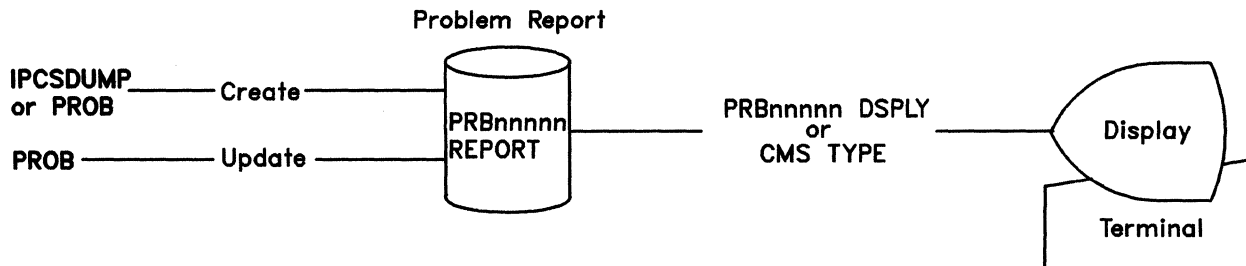 Problem Report
IPCSDUMP
or PROB
Create
PRBnnnnn
REPORT
PROB
Update
PRBnnnnn DSPLY
or
CMS TYPE
Display
Terminal